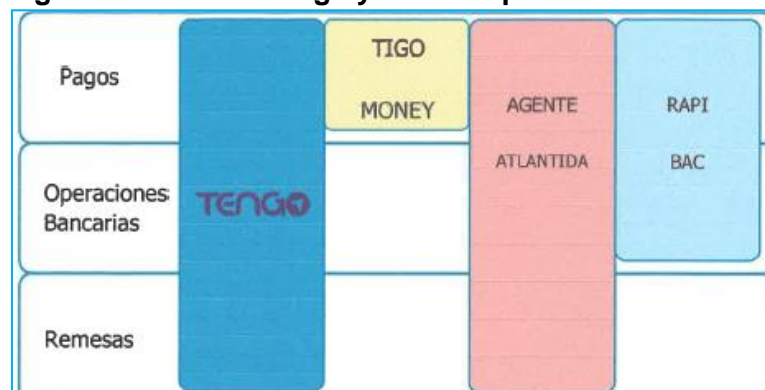 Pagos
TIGO
MONEY
AGENTE
ATLANTIDA
RAPI
BAC
Operaciones
Bancarias
TENGO
Remesas